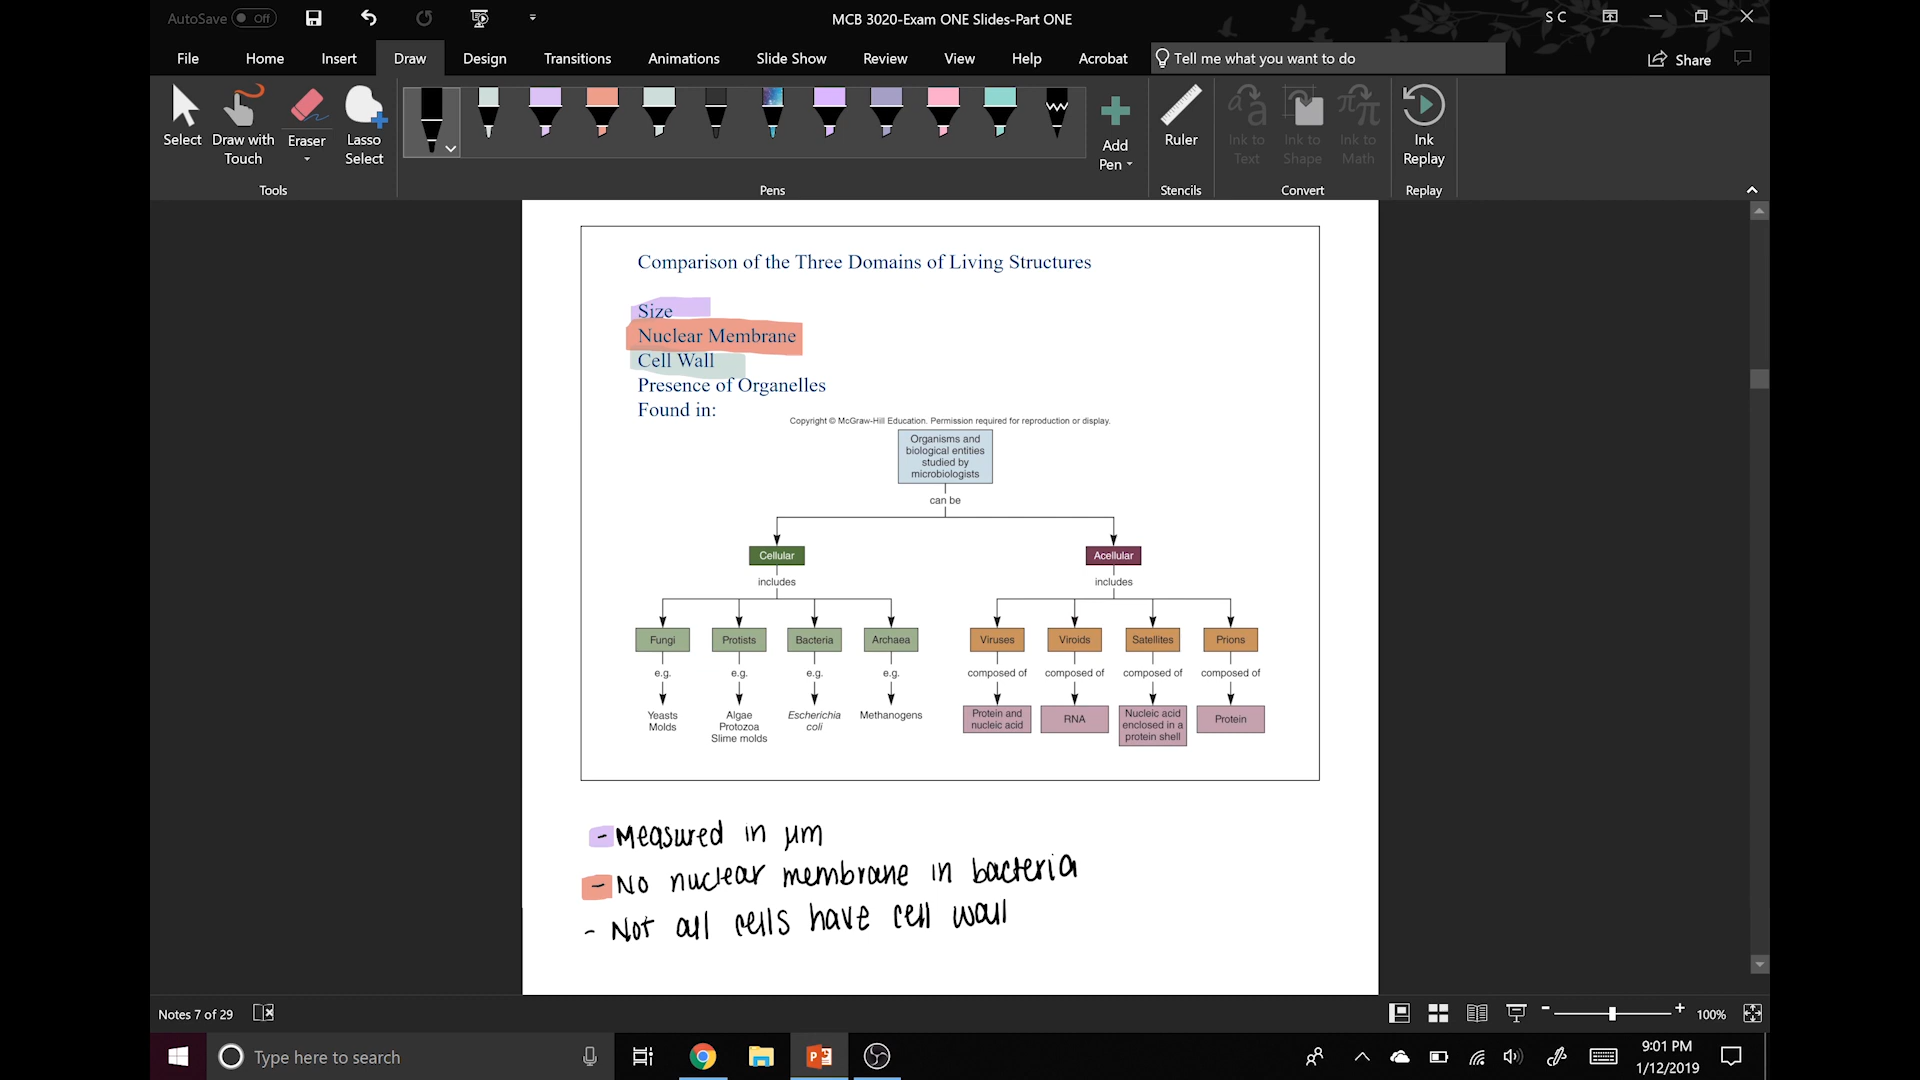 AutoSave Off
MCB 3020-Exam ONE Slides-Part ONE
S C
File Home Insert Draw Design Transitions Animations Slide Show Review View Help Acrobat Tell me what you want to do Share
Select
Draw with Touch
Eraser
Lasso Select
Add Pen
Ruler
Ink to Text
Ink to Shape
Ink to Math
Ink Replay
Tools Pens Stencils Convert Replay
Comparison of the Three Domains of Living Structures
Size
Nuclear Membrane
Cell Wall
Presence of Organelles
Found in:
Copyright © McGraw-Hill Education. Permission required for reproduction or display.
Organisms and
biological entities
studied by
microbiologists
can be
Cellular Acellular
includes includes
Fungi Protists Bacteria Archaea Viruses Viroids Satellites Prions
e.g. e.g. e.g. e.g. composed of composed of composed of composed of
Yeasts
Molds
Algae
Protozoa
Slime molds
Escherichia
coli
Methanogens
Protein and
nucleic acid
RNA
Nucleic acid
enclosed in a
protein shell
Protein
- Measured in µm
- No nuclear membrane in bacteria
- Not all cells have cell wall
Notes 7 of 29
100%
Type here to search
9:01 PM
1/12/2019